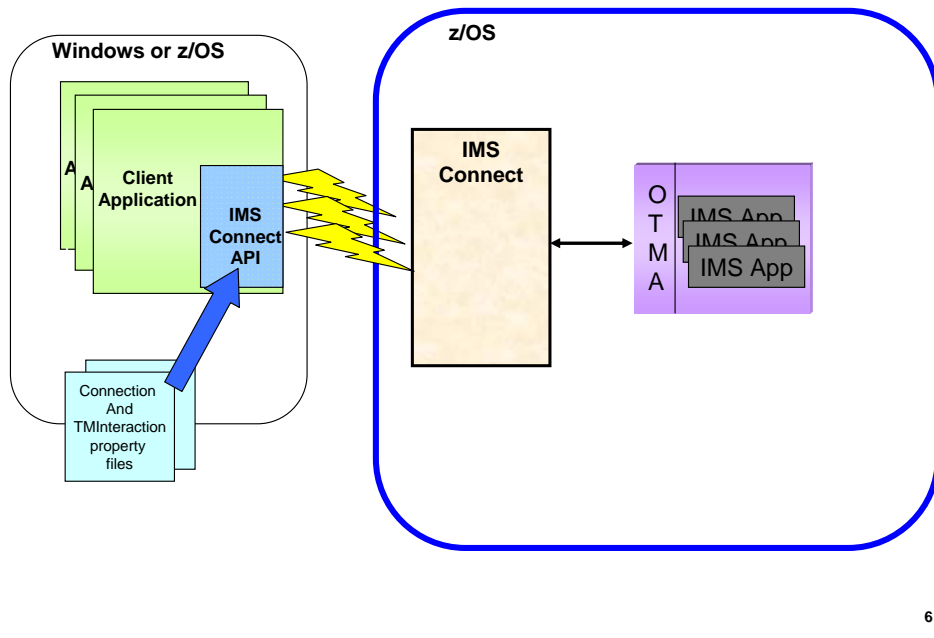 z/OS
Windows or z/OS
A
A
Client
Application
IMS
Connect
API
IMS
Connect
O
T
M
A
IMS App
IMS App
IMS App
Connection
And
TMInteraction
property
files
6